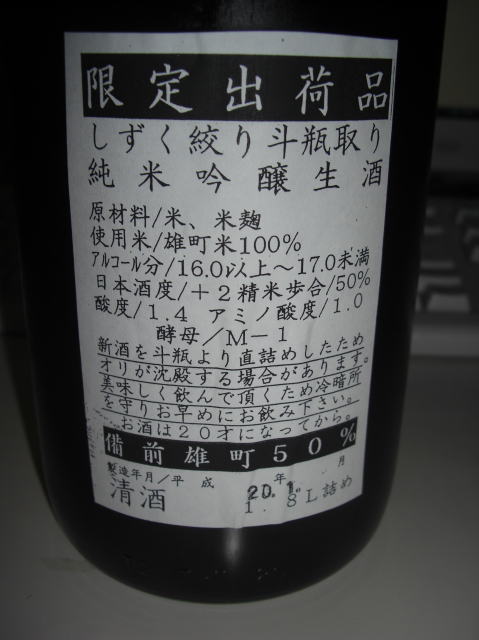 限定出荷品
しずく絞り斗瓶取り
純米吟醸生酒
原材料/米、米麹
使用米/雄町米100%
アルコール分/16.0以上～17.0未満
日本酒度/＋2 精米歩合/50%
酸度/1.4 アミノ酸度/1.0
酵母/M－1
新酒を斗瓶より直詰めしたため
オリが沈殿する場合があります。
美味しく飲んで頂くため冷暗所
を守りお早めにお飲み下さい。
お酒は20才になってから。
備前雄町50%
製造年月/平成 20年 1.月
清酒 1.8L詰め